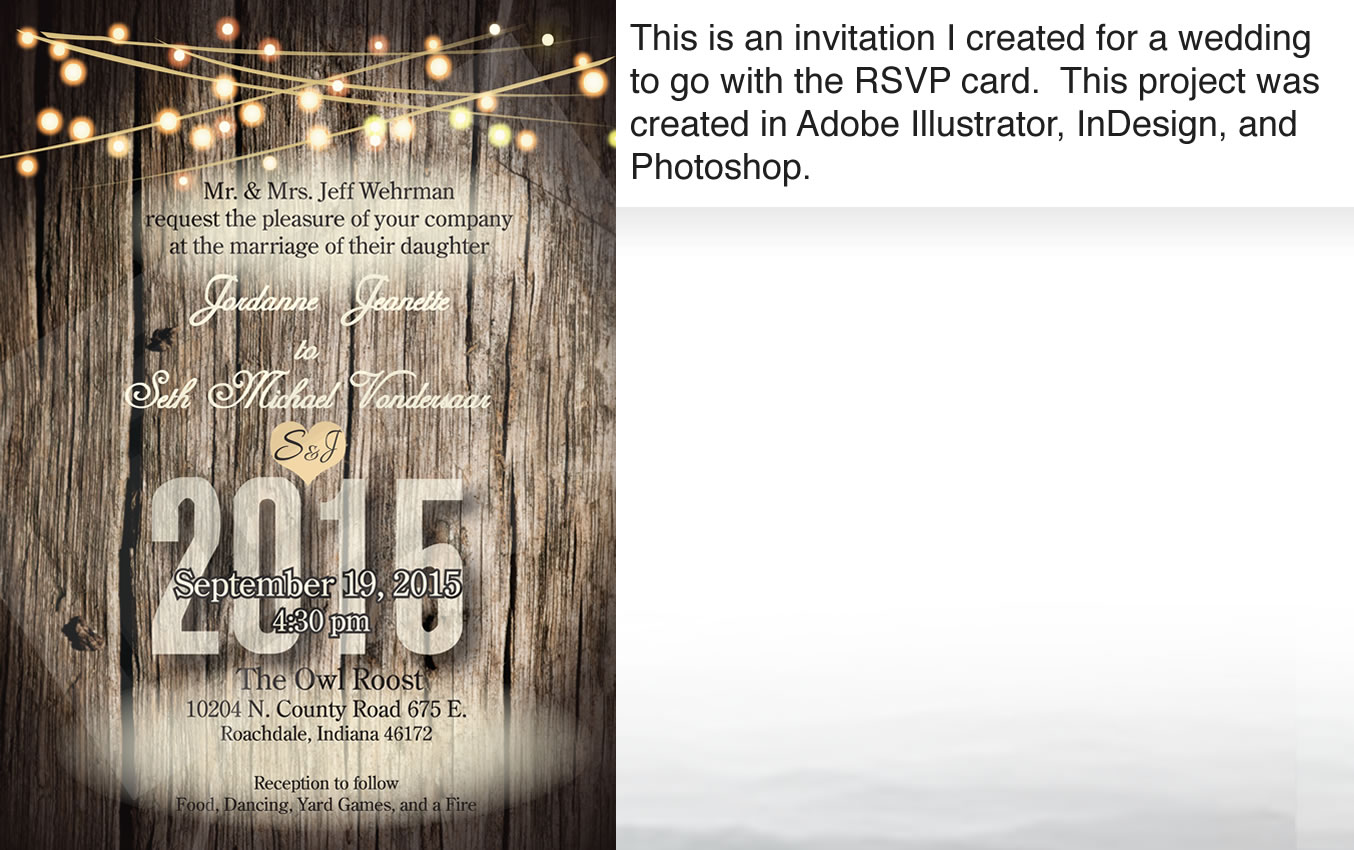 Mr. & Mrs. Jeff Wehrman
request the pleasure of your company
at the marriage of their daughter
Jordanne Jeanette
to
Seth Michael Vondersaar
S&J
2015
September 19, 2015
4:30 pm
The Owl Roost
10204 N. County Road 675 E.
Roachdale, Indiana 46172
Reception to follow
Food, Dancing, Yard Games, and a Fire
This is an invitation I created for a wedding
to go with the RSVP card. This project was
created in Adobe Illustrator, InDesign, and
Photoshop.